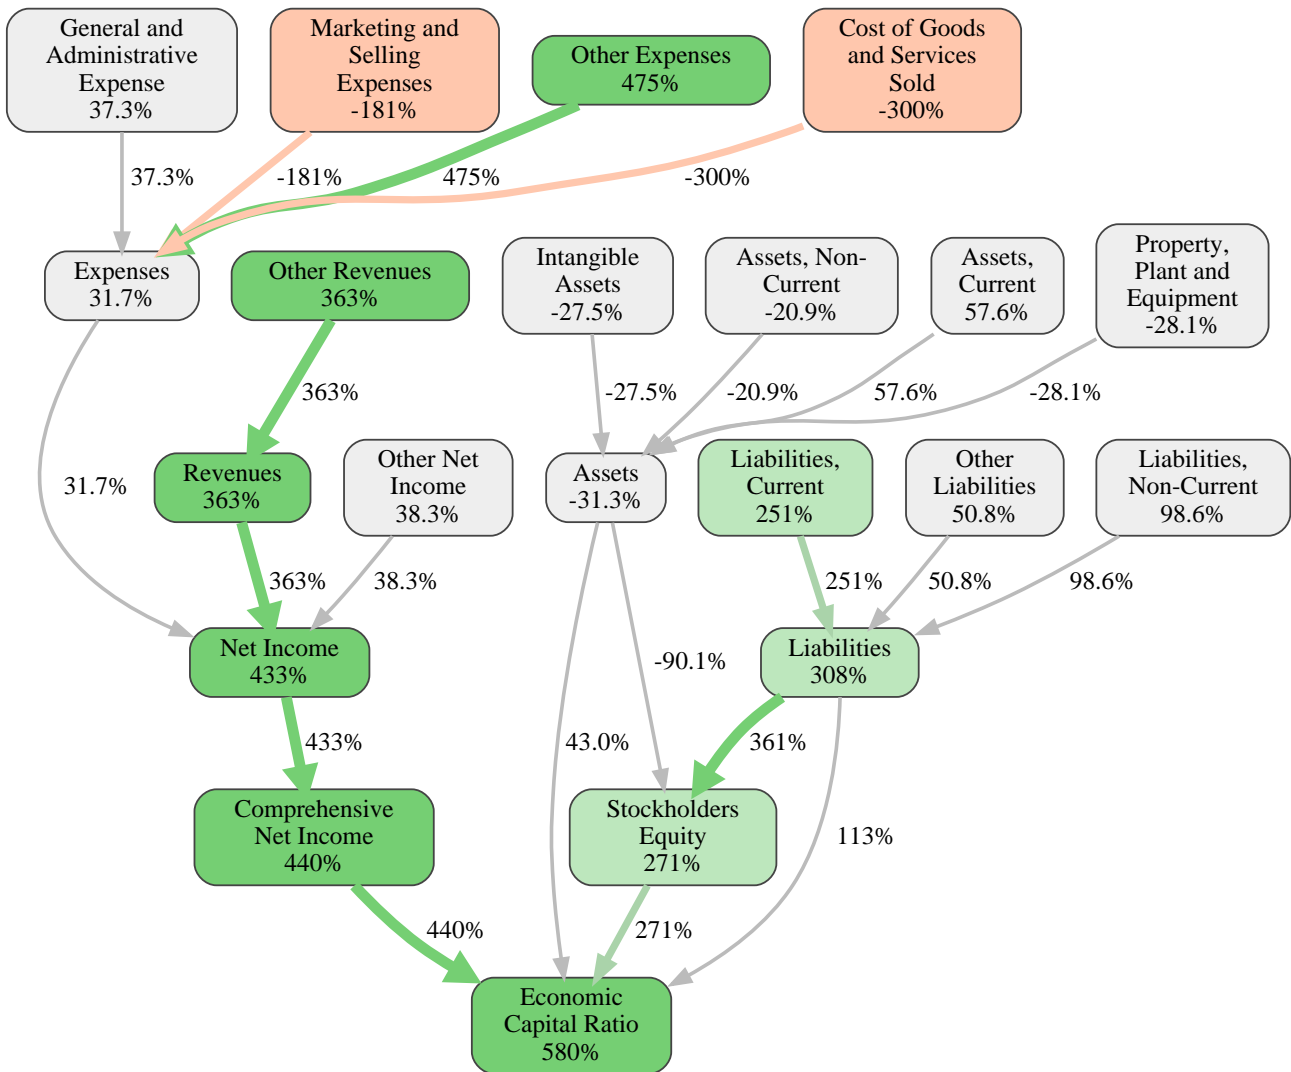 General and
Administrative
Expense
37.3%
Marketing and
Selling
Expenses
-181%
Other Expenses
475%
Cost of Goods
and Services
Sold
-300%
37.3%
-181%
475%
-300%
Expenses
31.7%
Other Revenues
363%
Intangible
Assets
-27.5%
Assets, Non-
Current
-20.9%
Assets,
Current
57.6%
Property,
Plant and
Equipment
-28.1%
363%
-27.5%
-20.9%
57.6%
-28.1%
31.7%
Revenues
363%
Other Net
Income
38.3%
Assets
-31.3%
Liabilities,
Current
251%
Other
Liabilities
50.8%
Liabilities,
Non-Current
98.6%
363%
38.3%
251%
50.8%
98.6%
Net Income
433%
-90.1%
Liabilities
308%
433%
43.0%
361%
Comprehensive
Net Income
440%
Stockholders
Equity
271%
113%
440%
271%
Economic
Capital Ratio
580%